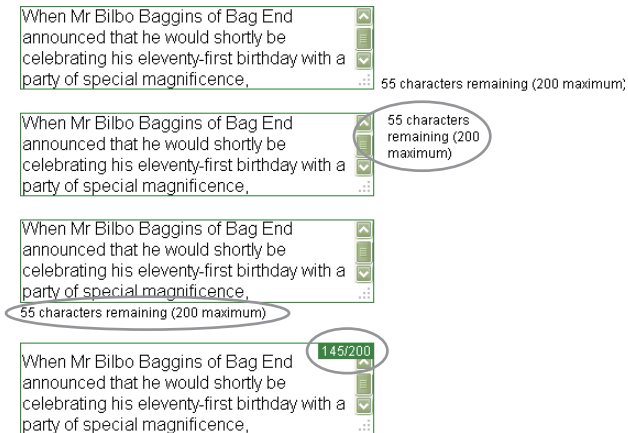 When Mr Bilbo Baggins of Bag End
announced that he would shortly be
celebrating his eleventy-first birthday with a
party of special magnificence,
55 characters remaining (200 maximum)
When Mr Bilbo Baggins of Bag End
announced that he would shortly be
celebrating his eleventy-first birthday with a
party of special magnificence,
55 characters
remaining (200
maximum)
When Mr Bilbo Baggins of Bag End
announced that he would shortly be
celebrating his eleventy-first birthday with a
party of special magnificence,
55 characters remaining (200 maximum)
145/200
When Mr Bilbo Baggins of Bag End
announced that he would shortly be
celebrating his eleventy-first birthday with a
party of special magnificence,